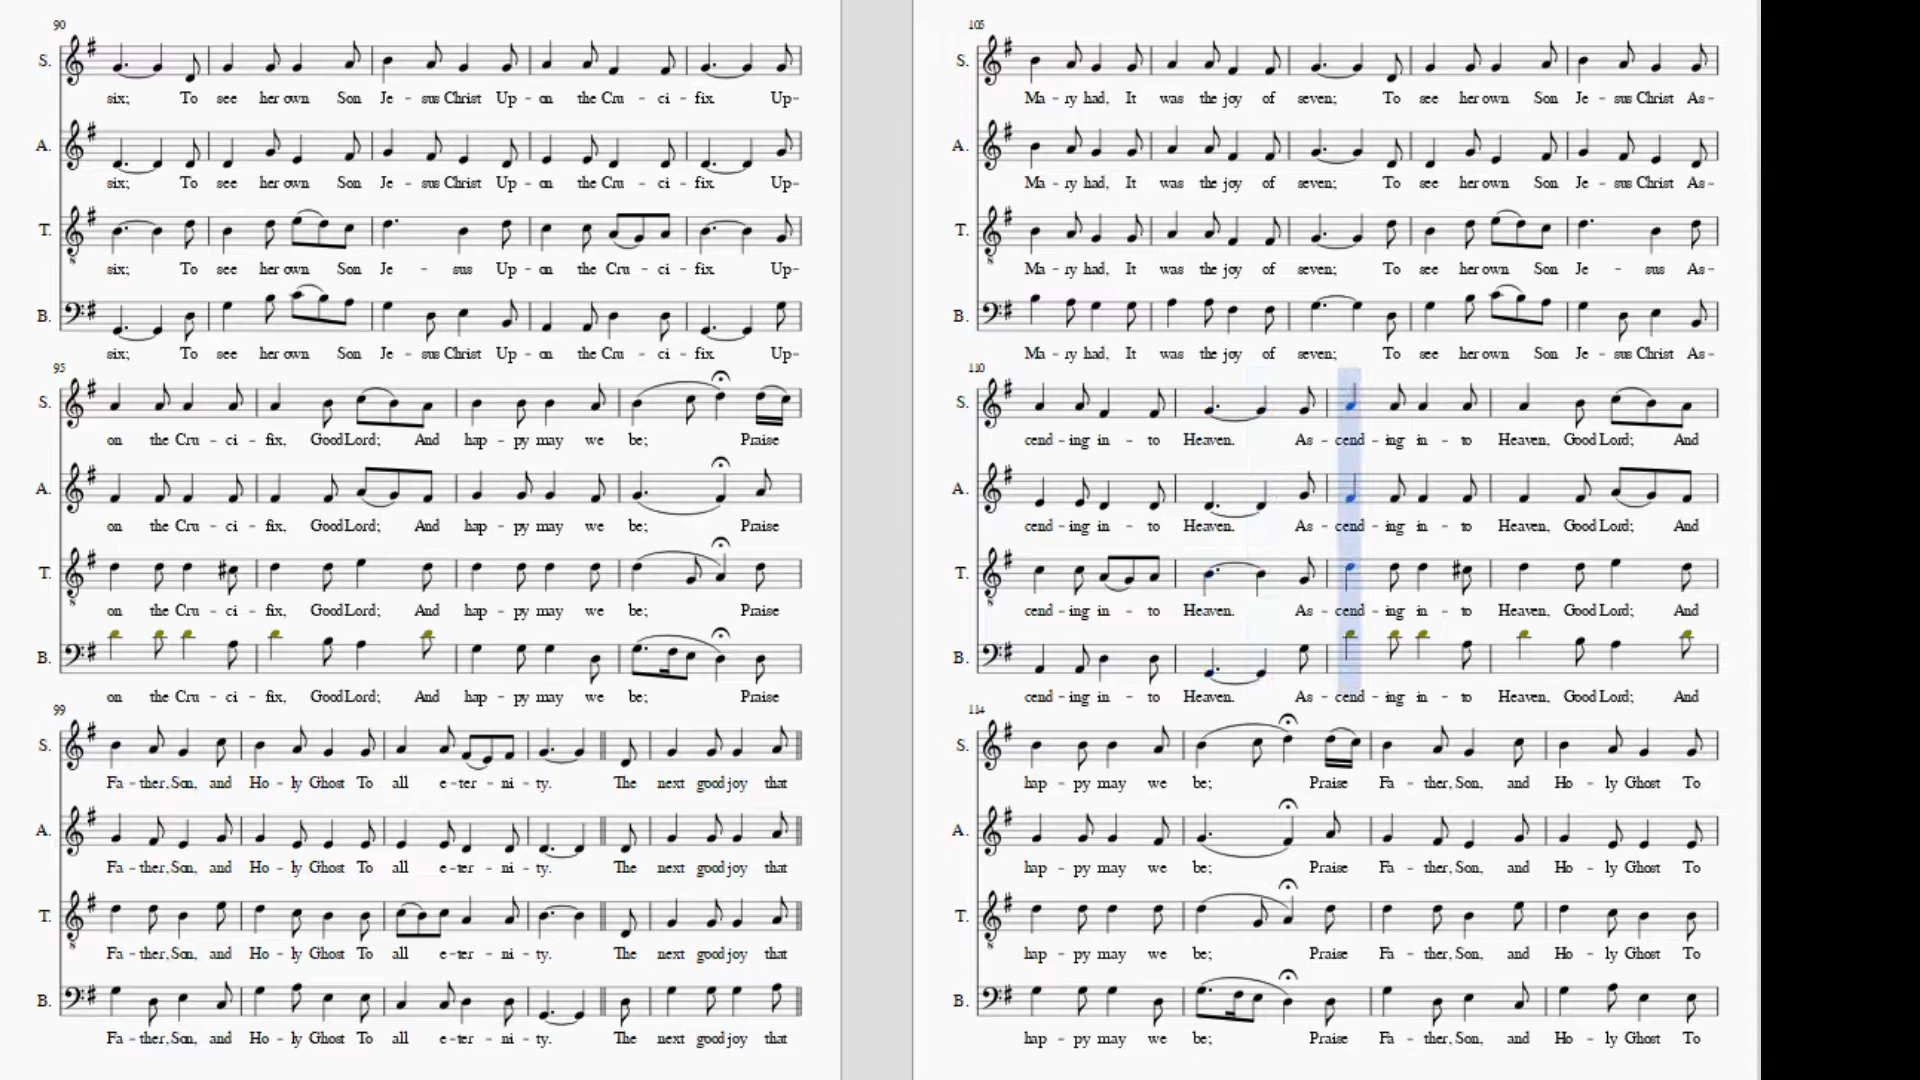 90
S.
six; To see her own Son Je - sus Christ Up - on the Cru - ci - fix. Up-
A.
six; To see her own Son Je - sus Christ Up - on the Cru - ci - fix. Up-
T.
six; To see her own Son Je - sus Up - on the Cru - ci - fix. Up-
B.
six; To see her own Son Je - sus Christ Up - on the Cru - ci - fix. Up-
95
S.
on the Cru - ci - fix, Good Lord; And hap - py may we be; Praise
A.
on the Cru - ci - fix, Good Lord; And hap - py may we be; Praise
T.
on the Cru - ci - fix, Good Lord; And hap - py may we be; Praise
B.
on the Cru - ci - fix, Good Lord; And hap - py may we be; Praise
99
S.
Fa - ther, Son, and Ho - ly Ghost To all e - ter - ni - ty. The next good joy that
A.
Fa - ther, Son, and Ho - ly Ghost To all e - ter - ni - ty. The next good joy that
T.
Fa - ther, Son, and Ho - ly Ghost To all e - ter - ni - ty. The next good joy that
B.
Fa - ther, Son, and Ho - ly Ghost To all e - ter - ni - ty. The next good joy that
105
S.
Ma - ry had, It was the joy of seven; To see her own Son Je - sus Christ As-
A.
Ma - ry had, It was the joy of seven; To see her own Son Je - sus Christ As-
T.
Ma - ry had, It was the joy of seven; To see her own Son Je - sus As-
B.
Ma - ry had, It was the joy of seven; To see her own Son Je - sus Christ As-
110
S.
cend - ing in - to Heaven. As - cend - ing in - to Heaven, Good Lord; And
A.
cend - ing in - to Heaven. As - cend - ing in - to Heaven, Good Lord; And
T.
cend - ing in - to Heaven. As - cend - ing in - to Heaven, Good Lord; And
B.
cend - ing in - to Heaven. As - cend - ing in - to Heaven, Good Lord; And
114
S.
hap - py may we be; Praise Fa - ther, Son, and Ho - ly Ghost To
A.
hap - py may we be; Praise Fa - ther, Son, and Ho - ly Ghost To
T.
hap - py may we be; Praise Fa - ther, Son, and Ho - ly Ghost To
B.
hap - py may we be; Praise Fa - ther, Son, and Ho - ly Ghost To